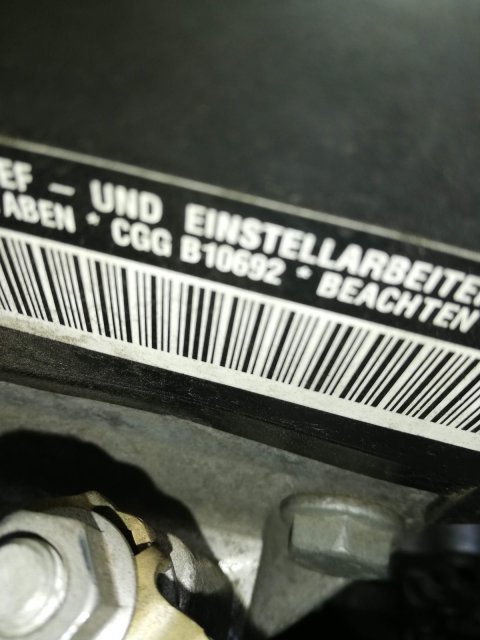 EF – UND EINSTELLARBEITEN
ABEN * CGG B10692 * BEACHTEN